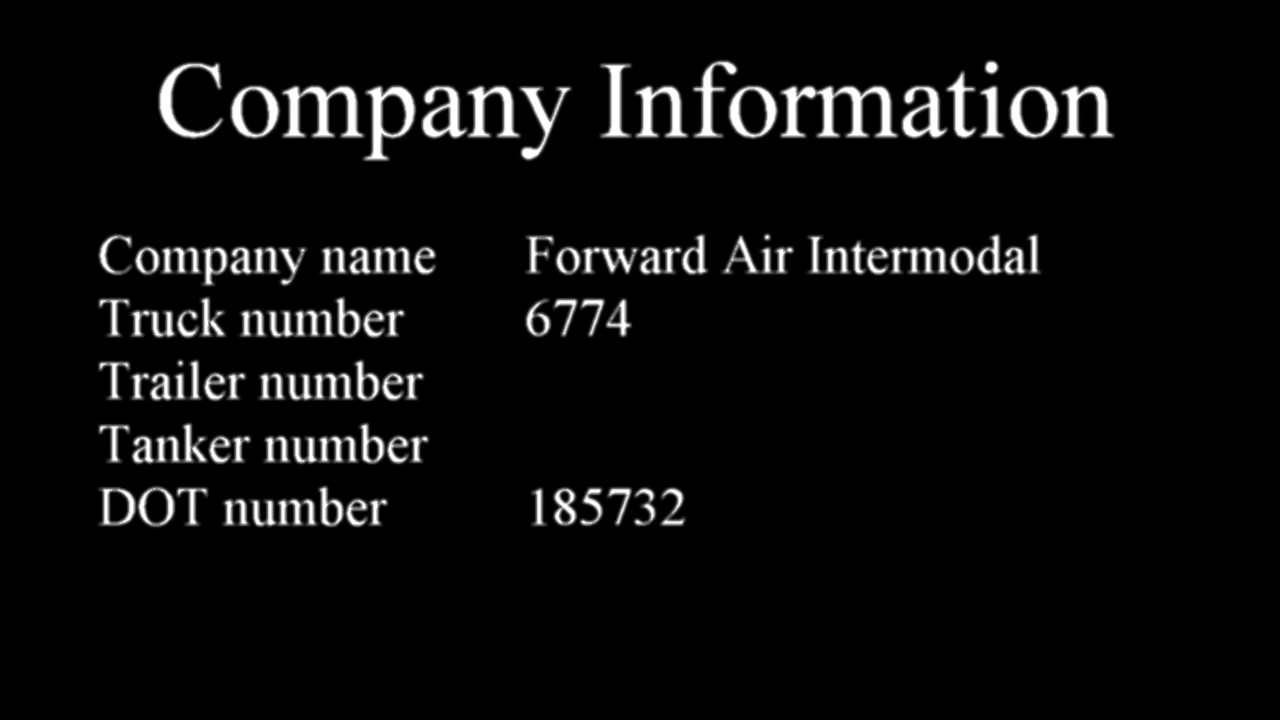 Company Information
Company name Forward Air Intermodal
Truck number 6774
Trailer number
Tanker number
DOT number 185732